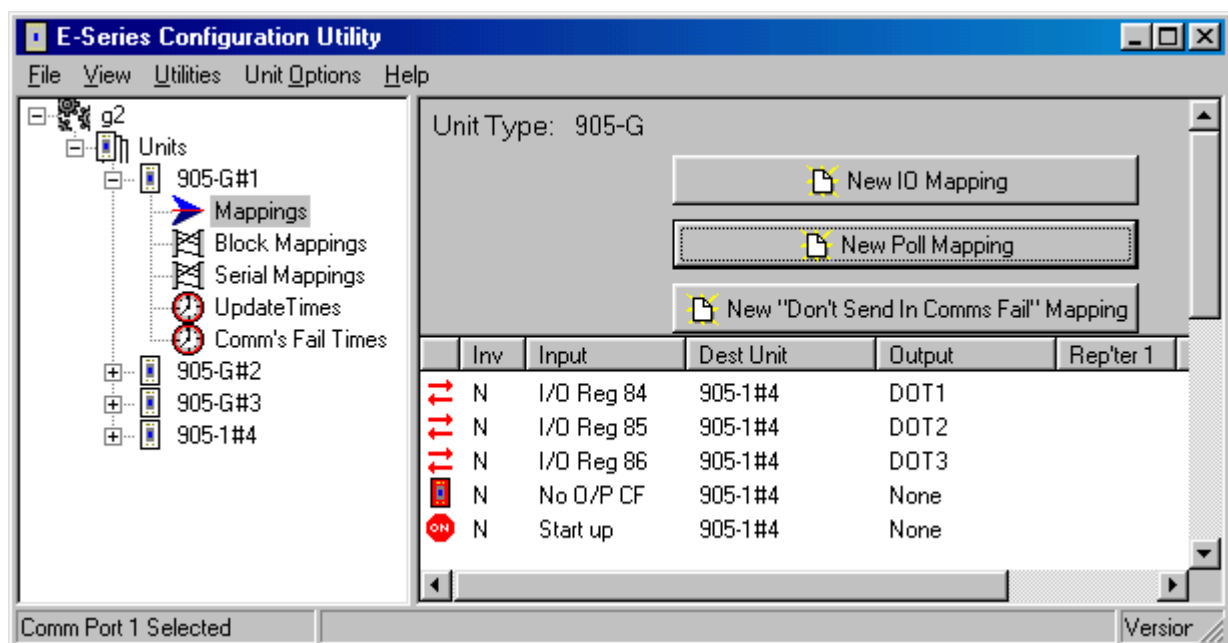 E-Series Configuration Utility
File View Utilities Unit Options Help
g2
Units
905-G#1
Mappings
Block Mappings
Serial Mappings
UpdateTimes
Comm's Fail Times
905-G#2
905-G#3
905-1#4
Unit Type: 905-G
New IO Mapping
New Poll Mapping
New "Don't Send In Comms Fail" Mapping
Inv Input Dest Unit Output Rep'ter 1
N I/O Reg 84 905-1#4 DOT1
N I/O Reg 85 905-1#4 DOT2
N I/O Reg 86 905-1#4 DOT3
N No O/P CF 905-1#4 None
ON N Start up 905-1#4 None
Comm Port 1 Selected Version